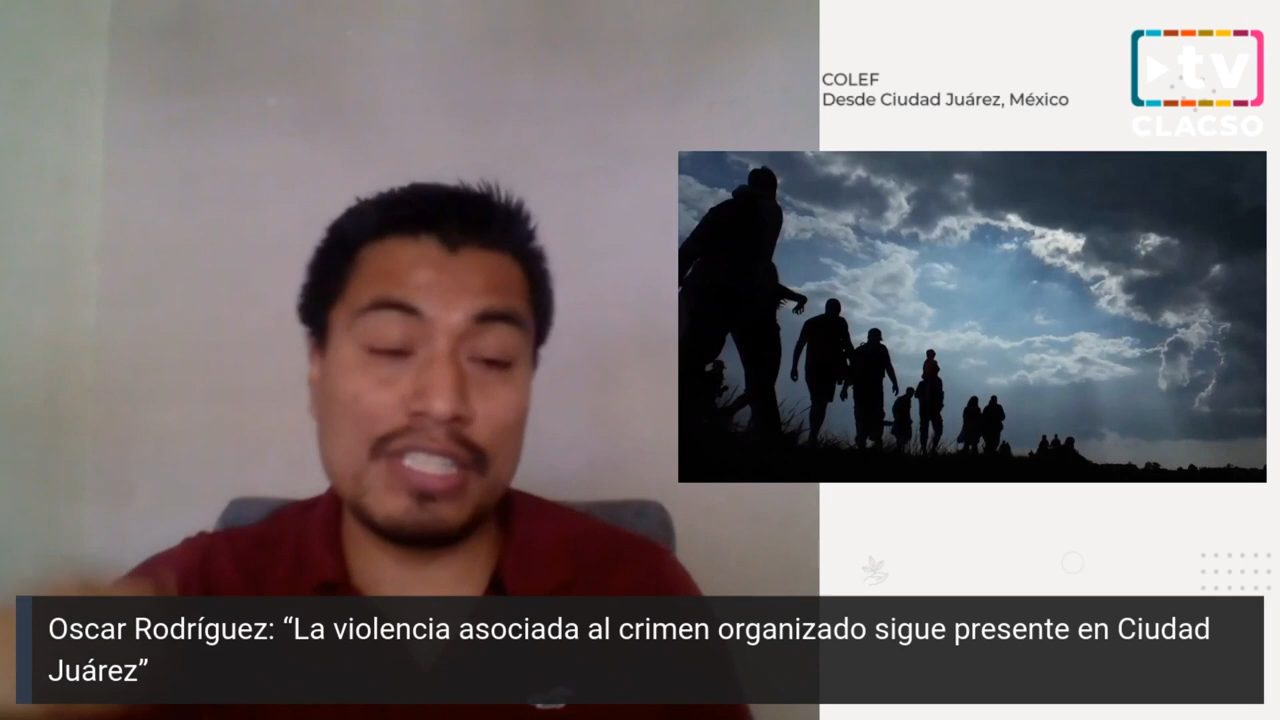 COLEF
Desde Ciudad Juárez, México
tv
CLACSO
Oscar Rodríguez: “La violencia asociada al crimen organizado sigue presente en Ciudad
Juárez”